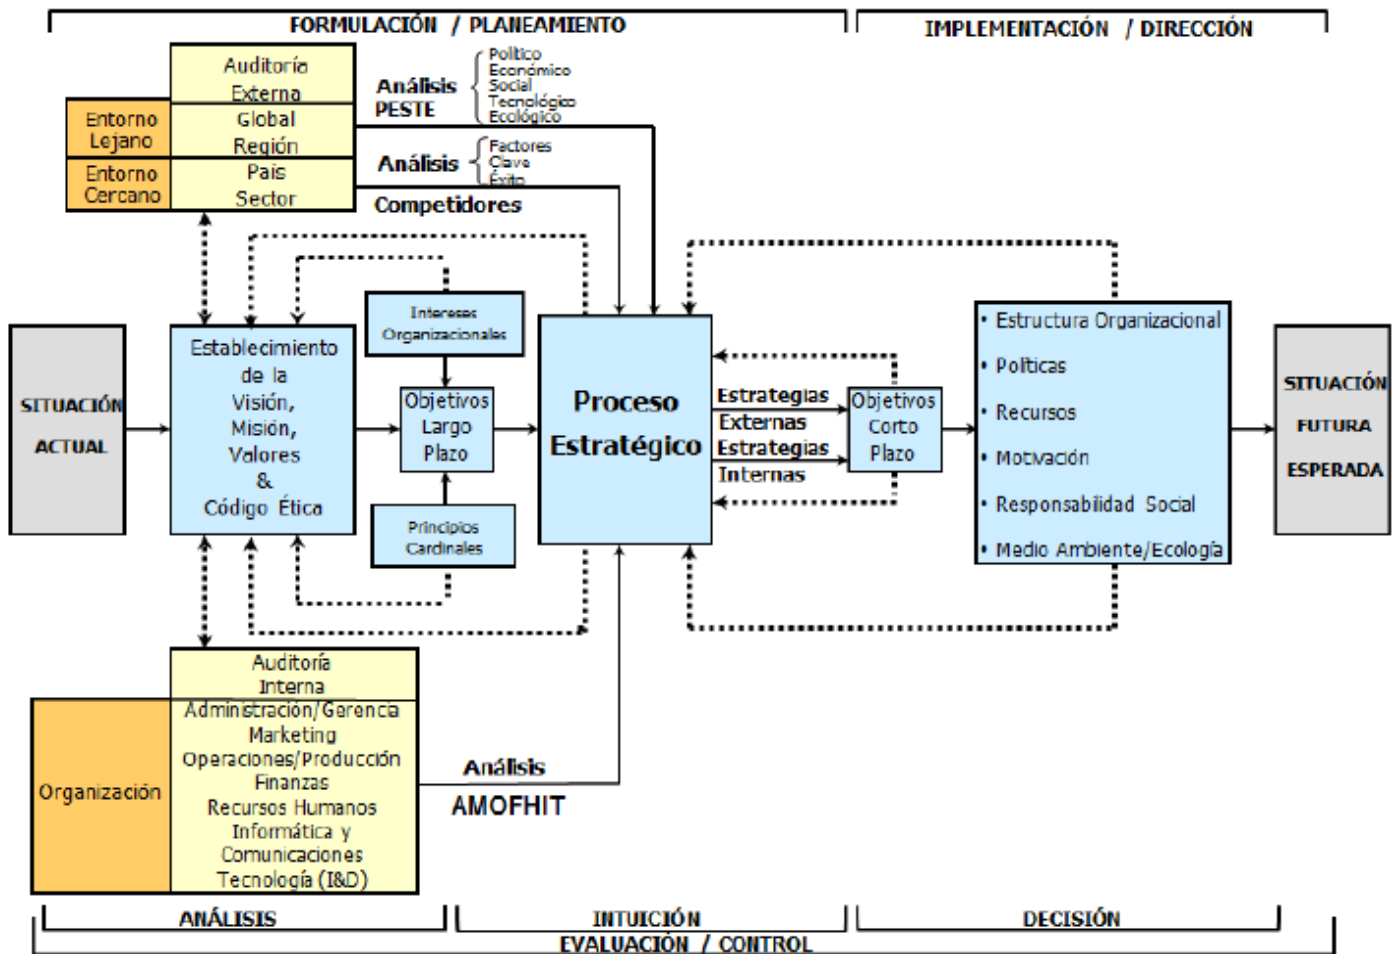 FORMULACIÓN / PLANEAMIENTO
IMPLEMENTACIÓN / DIRECCIÓN
Auditoría
Externa
Entorno
Lejano
Global
Región
Entorno
Cercano
País
Sector
Análisis
PESTE
Político
Económico
Social
Tecnológico
Ecológico
Análisis
Competidores
Factores
Clave
Éxito
SITUACIÓN
ACTUAL
Establecimiento
de la
Visión,
Misión,
Valores
&
Código Ética
Intereses
Organizacionales
Objetivos
Largo
Plazo
Principios
Cardinales
Proceso
Estratégico
Estrategias
Externas
Estrategias
Internas
Objetivos
Corto
Plazo
• Estructura Organizacional
• Políticas
• Recursos
• Motivación
• Responsabilidad Social
• Medio Ambiente/Ecología
SITUACIÓN
FUTURA
ESPERADA
Auditoría
Interna
Organización
Administración/Gerencia
Marketing
Operaciones/Producción
Finanzas
Recursos Humanos
Informática y
Comunicaciones
Tecnología (I&D)
Análisis
AMOFHIT
ANÁLISIS
INTUICIÓN
DECISIÓN
EVALUACIÓN / CONTROL